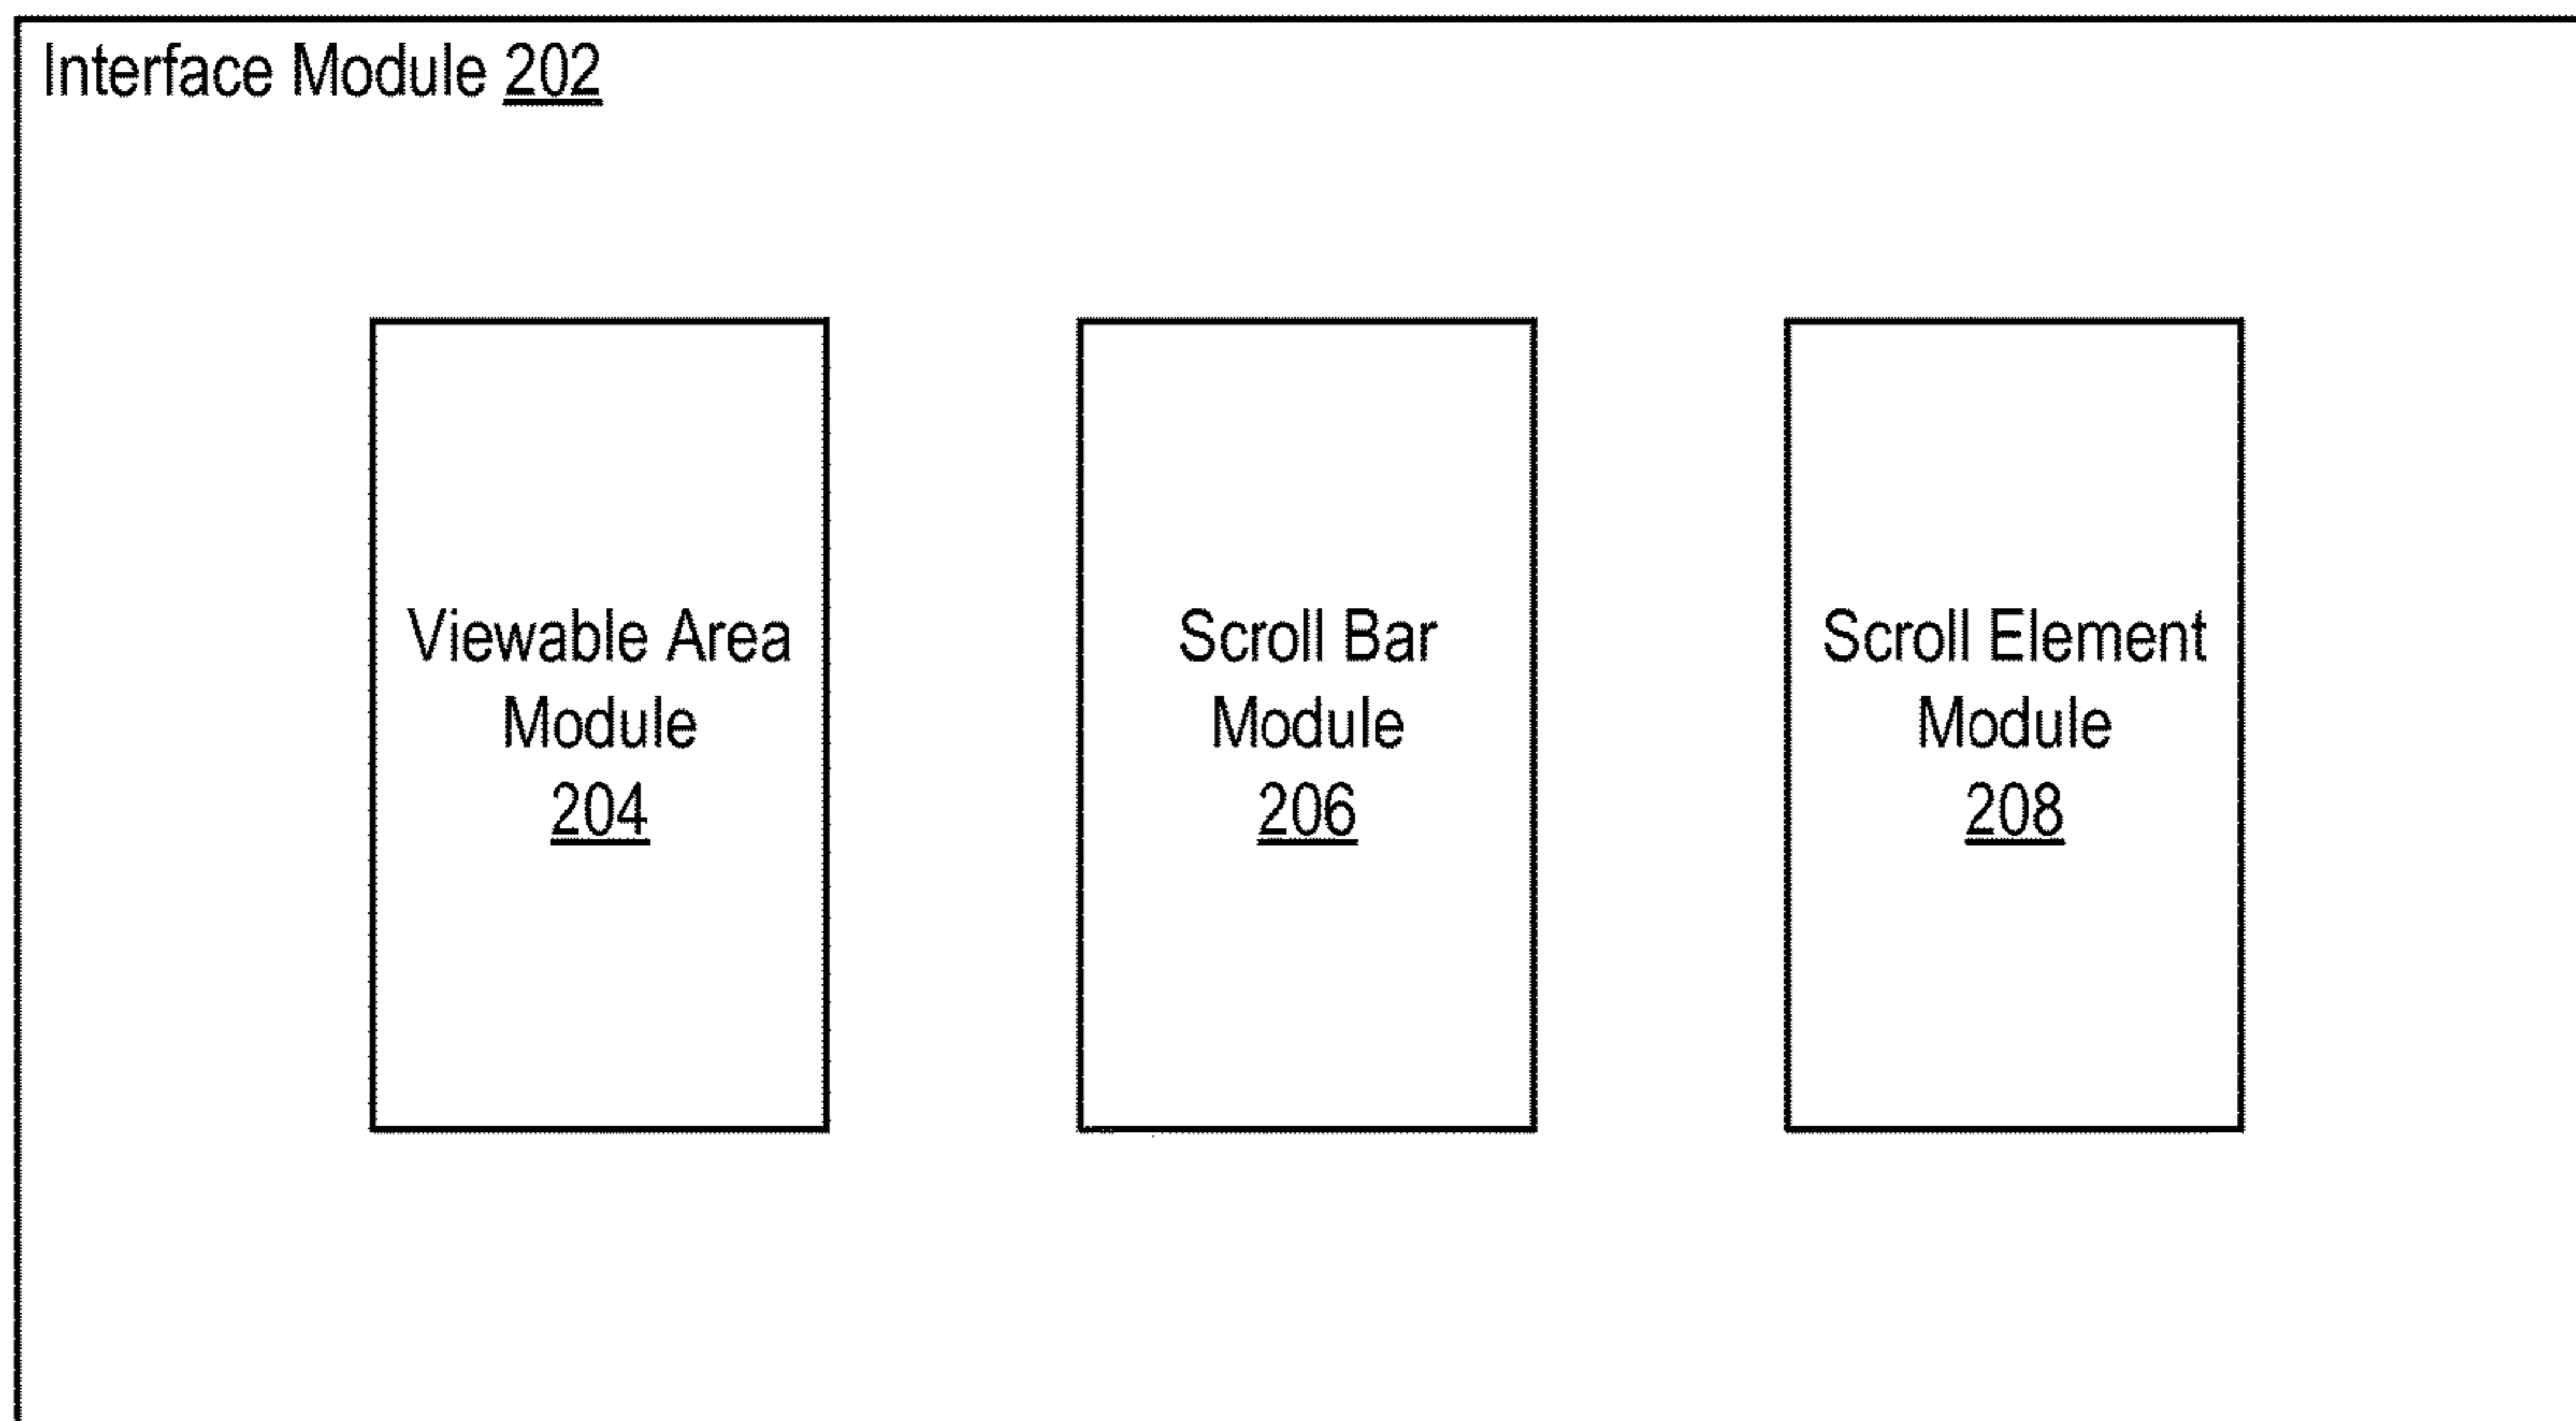 Interface Module 202
Viewable Area
Module
204
Scroll Bar
Module
206
Scroll Element
Module
208